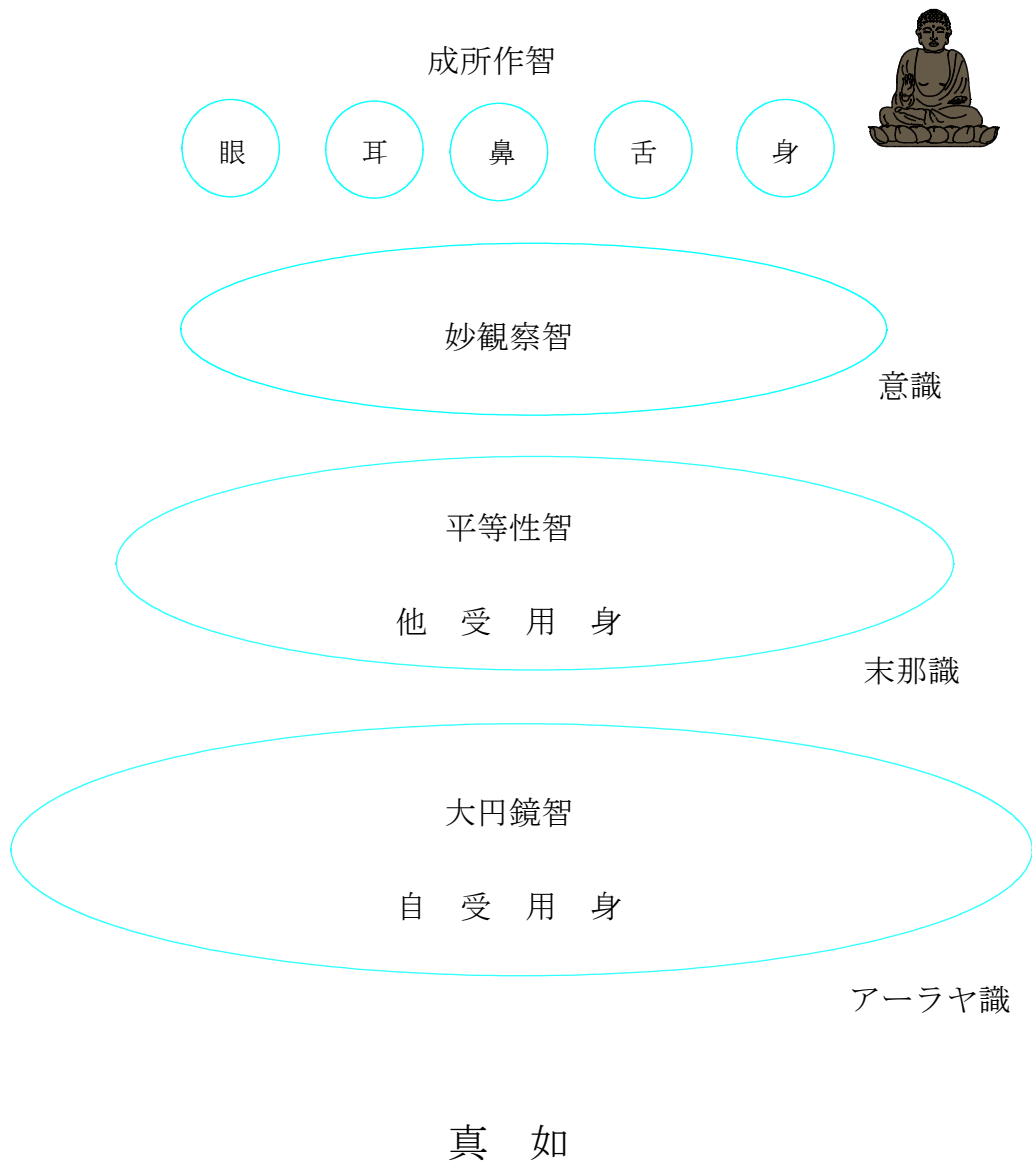 成所作智
眼 耳 鼻 舌 身
妙観察智
意識
平等性智
他 受 用 身
末那識
大円鏡智
自 受 用 身
アーラヤ識
真 如